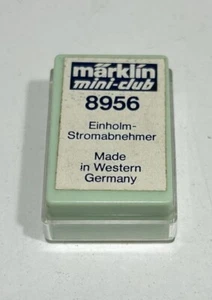 märklin
mini-club
8956
Einholm-
Stromabnehmer
Made
in Western
Germany